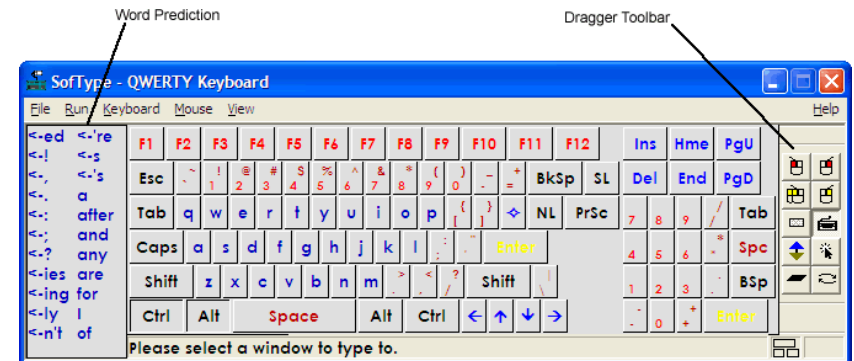 Word Prediction Dragger Toolbar
SofType - QWERTY Keyboard
File Run Keyboard Mouse View Help
<-ed <-'re F1 F2 F3 F4 F5 F6 F7 F8 F9 F10 F11 F12 Ins Hme PgU
<-! <-s
<-, <-'s Esc ` ~ ! 1 @ 2 # 3 $ 4 % 5 ^ 6 & 7 * 8 ( 9 ) 0 _ - + = BkSp SL Del End PgD
<-. a
<-: after Tab q w e r t y u i o p { [ } ] NL PrSc 7 8 9 / Tab
<-; and
<-? any Caps a s d f g h j k l : ; " ' Enter 4 5 6 * Spc
<-ies are
<-ing for Shift z x c v b n m > . < , ? / Shift | \ 1 2 3 . BSp
<-ly I
<-n't of Ctrl Alt Space Alt Ctrl ← ↑ ↓ → - 0 + Enter
Please select a window to type to.